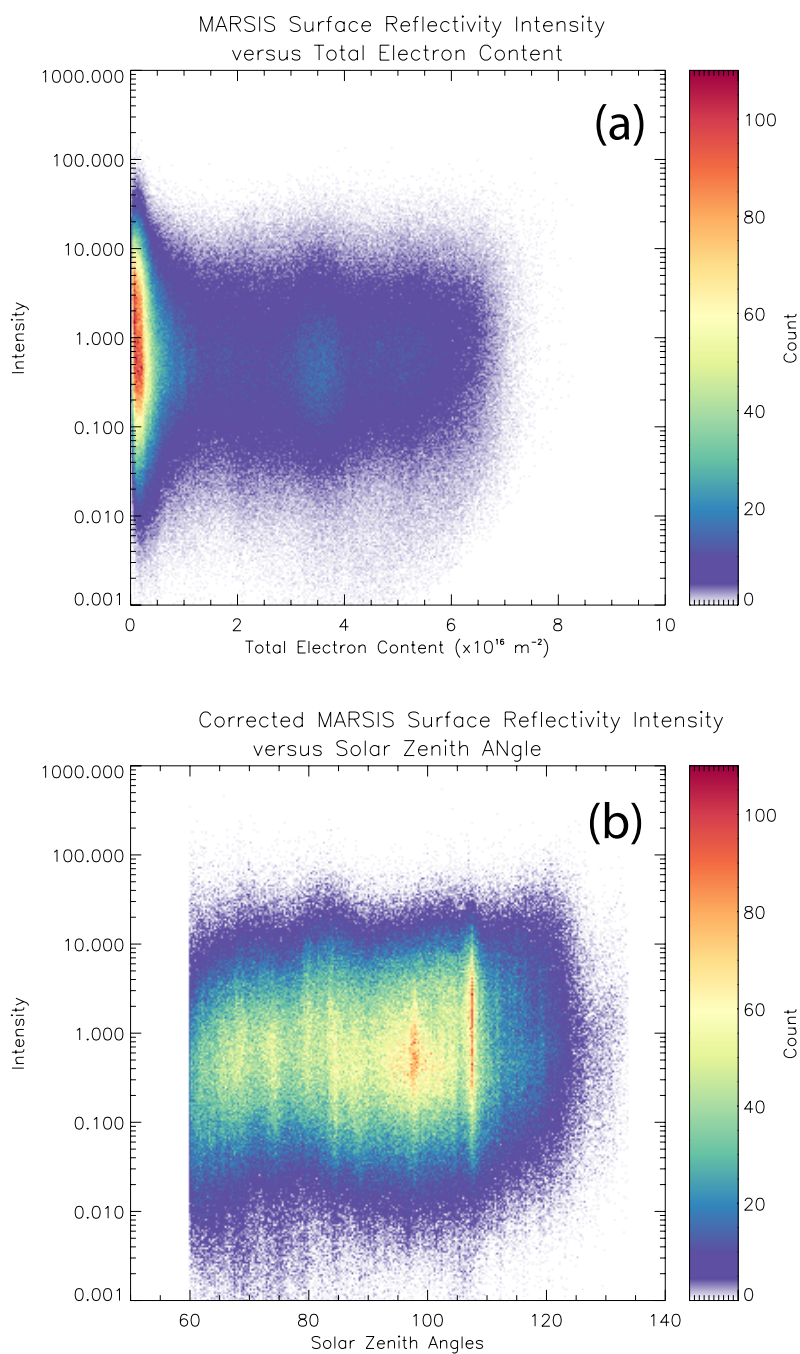 MARSIS Surface Reflectivity Intensity
versus Total Electron Content
(a)
1000.000
100.000
10.000
1.000
0.100
0.010
0.001
Intensity
0 2 4 6 8 10
Total Electron Content (x10¹⁶ m⁻²)
100
80
60
40
20
0
Count
Corrected MARSIS Surface Reflectivity Intensity
versus Solar Zenith ANgle
(b)
1000.000
100.000
10.000
1.000
0.100
0.010
0.001
Intensity
60 80 100 120 140
Solar Zenith Angles
100
80
60
40
20
0
Count